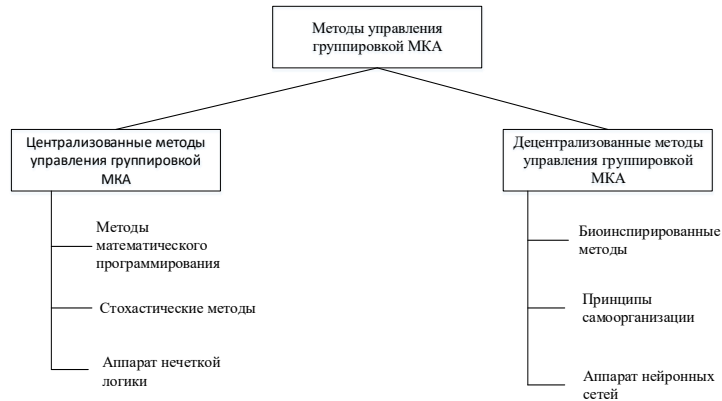 Методы управления
группировкой МКА
Централизованные методы
управления группировкой
МКА
Методы
математического
программирования
Стохастические методы
Аппарат нечеткой
логики
Децентрализованные методы
управления группировкой
МКА
Биоинспирированные
методы
Принципы
самоорганизации
Аппарат нейронных
сетей